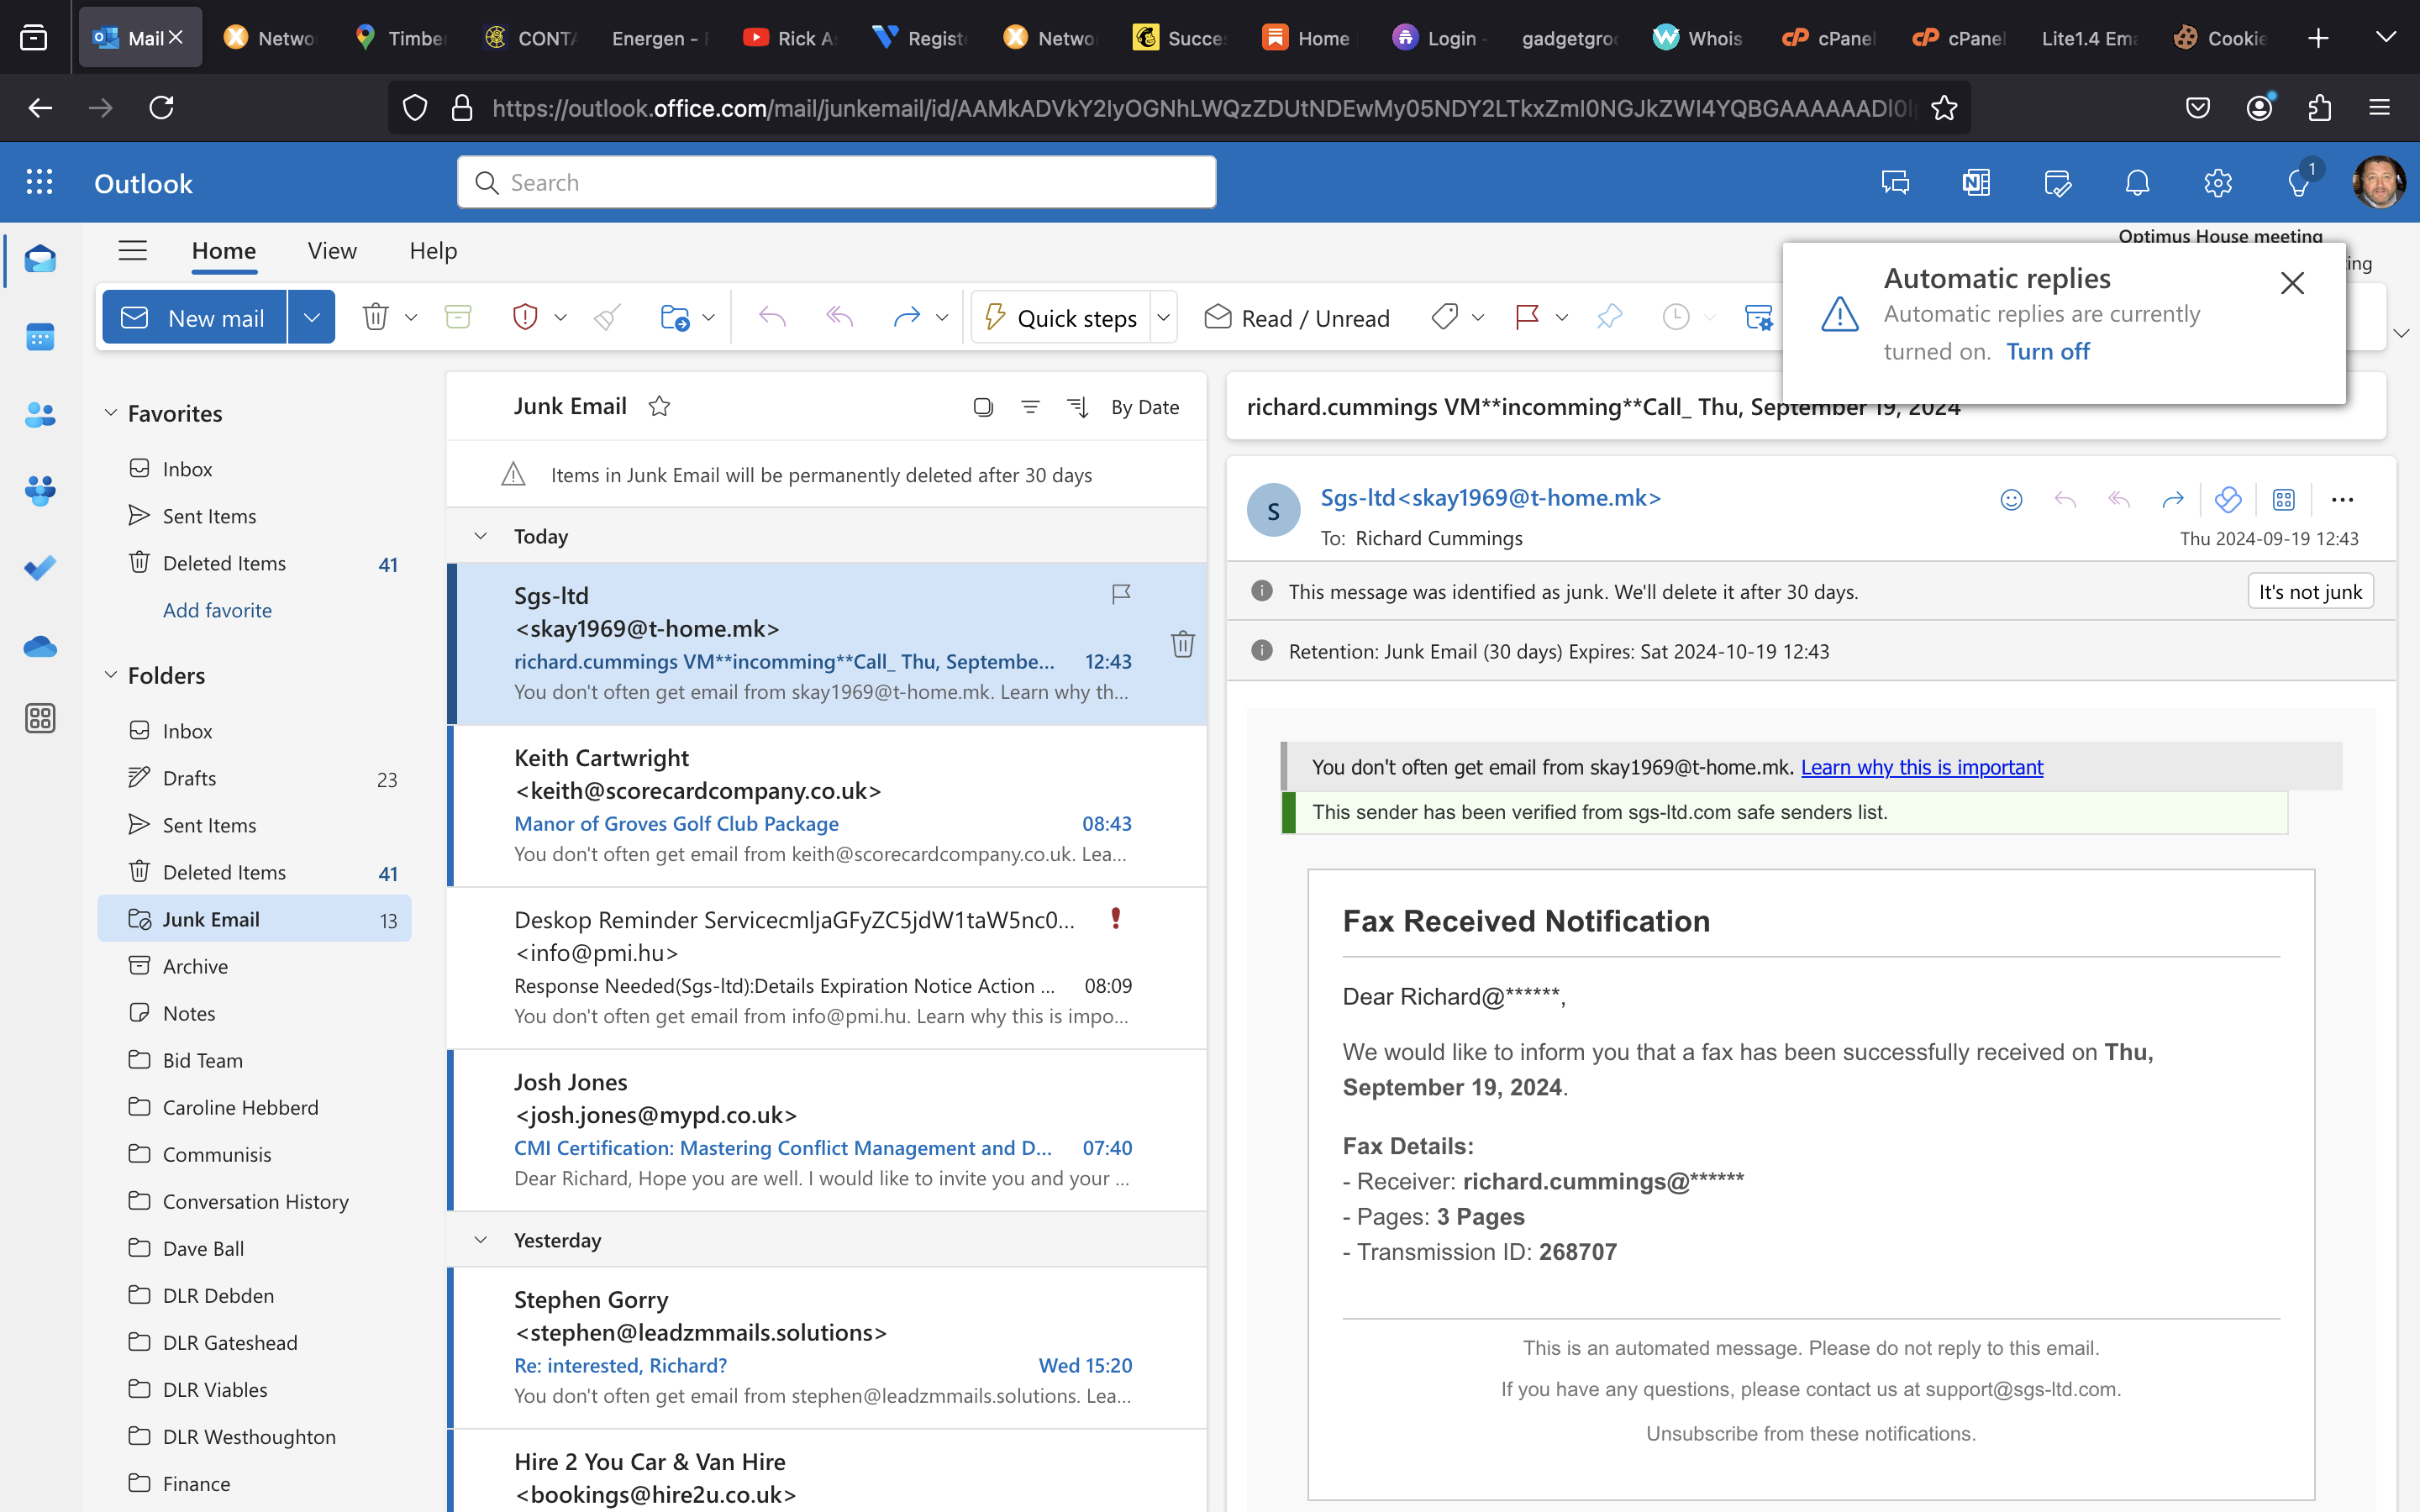 Mail
Netwo
Timber
CONTA
Energen -
Rick A
Registe
Netwo
Succe
Home
Login -
gadgetgro
Whois
cPanel
cPanel
Lite1.4 Ema
Cookie
https://outlook.office.com/mail/junkemail/id/
Outlook
Search
1
Home
View
Help
Optimus House meeting
ing
New mail
Quick steps
Read / Unread
Automatic replies
Automatic replies are currently
turned on. Turn off
Favorites
Inbox
Sent Items
Deleted Items 41
Add favorite
Folders
Inbox
Drafts 23
Sent Items
Deleted Items 41
Junk Email 13
Archive
Notes
Bid Team
Caroline Hebberd
Communisis
Conversation History
Dave Ball
DLR Debden
DLR Gateshead
DLR Viables
DLR Westhoughton
Finance
Junk Email
By Date
Items in Junk Email will be permanently deleted after 30 days
Today
Sgs-ltd
<skay1969@t-home.mk>
richard.cummings VM**incomming**Call_ Thu, Septembe... 12:43
You don't often get email from skay1969@t-home.mk. Learn why th...
Keith Cartwright
<keith@scorecardcompany.co.uk>
Manor of Groves Golf Club Package 08:43
You don't often get email from keith@scorecardcompany.co.uk. Lea...
<info@pmi.hu>
Response Needed(Sgs-ltd):Details Expiration Notice Action ... 08:09
You don't often get email from info@pmi.hu. Learn why this is impo...
Josh Jones
<josh.jones@mypd.co.uk>
CMI Certification: Mastering Conflict Management and D... 07:40
Dear Richard, Hope you are well. I would like to invite you and your ...
Yesterday
Stephen Gorry
<stephen@leadzmmails.solutions>
Re: interested, Richard? Wed 15:20
You don't often get email from stephen@leadzmmails.solutions. Lea...
Hire 2 You Car & Van Hire
<bookings@hire2u.co.uk>
richard.cummings VM**incomming**Call_ Thu, September 19, 2024
S
Sgs-ltd<skay1969@t-home.mk>
To: Richard Cummings
Thu 2024-09-19 12:43
This message was identified as junk. We'll delete it after 30 days.
It's not junk
Retention: Junk Email (30 days) Expires: Sat 2024-10-19 12:43
You don't often get email from skay1969@t-home.mk. Learn why this is important
This sender has been verified from sgs-ltd.com safe senders list.
Fax Received Notification
Dear Richard@******,
We would like to inform you that a fax has been successfully received on Thu,
September 19, 2024.
Fax Details:
- Receiver: richard.cummings@******
- Pages: 3 Pages
- Transmission ID: 268707
This is an automated message. Please do not reply to this email.
If you have any questions, please contact us at support@sgs-ltd.com.
Unsubscribe from these notifications.